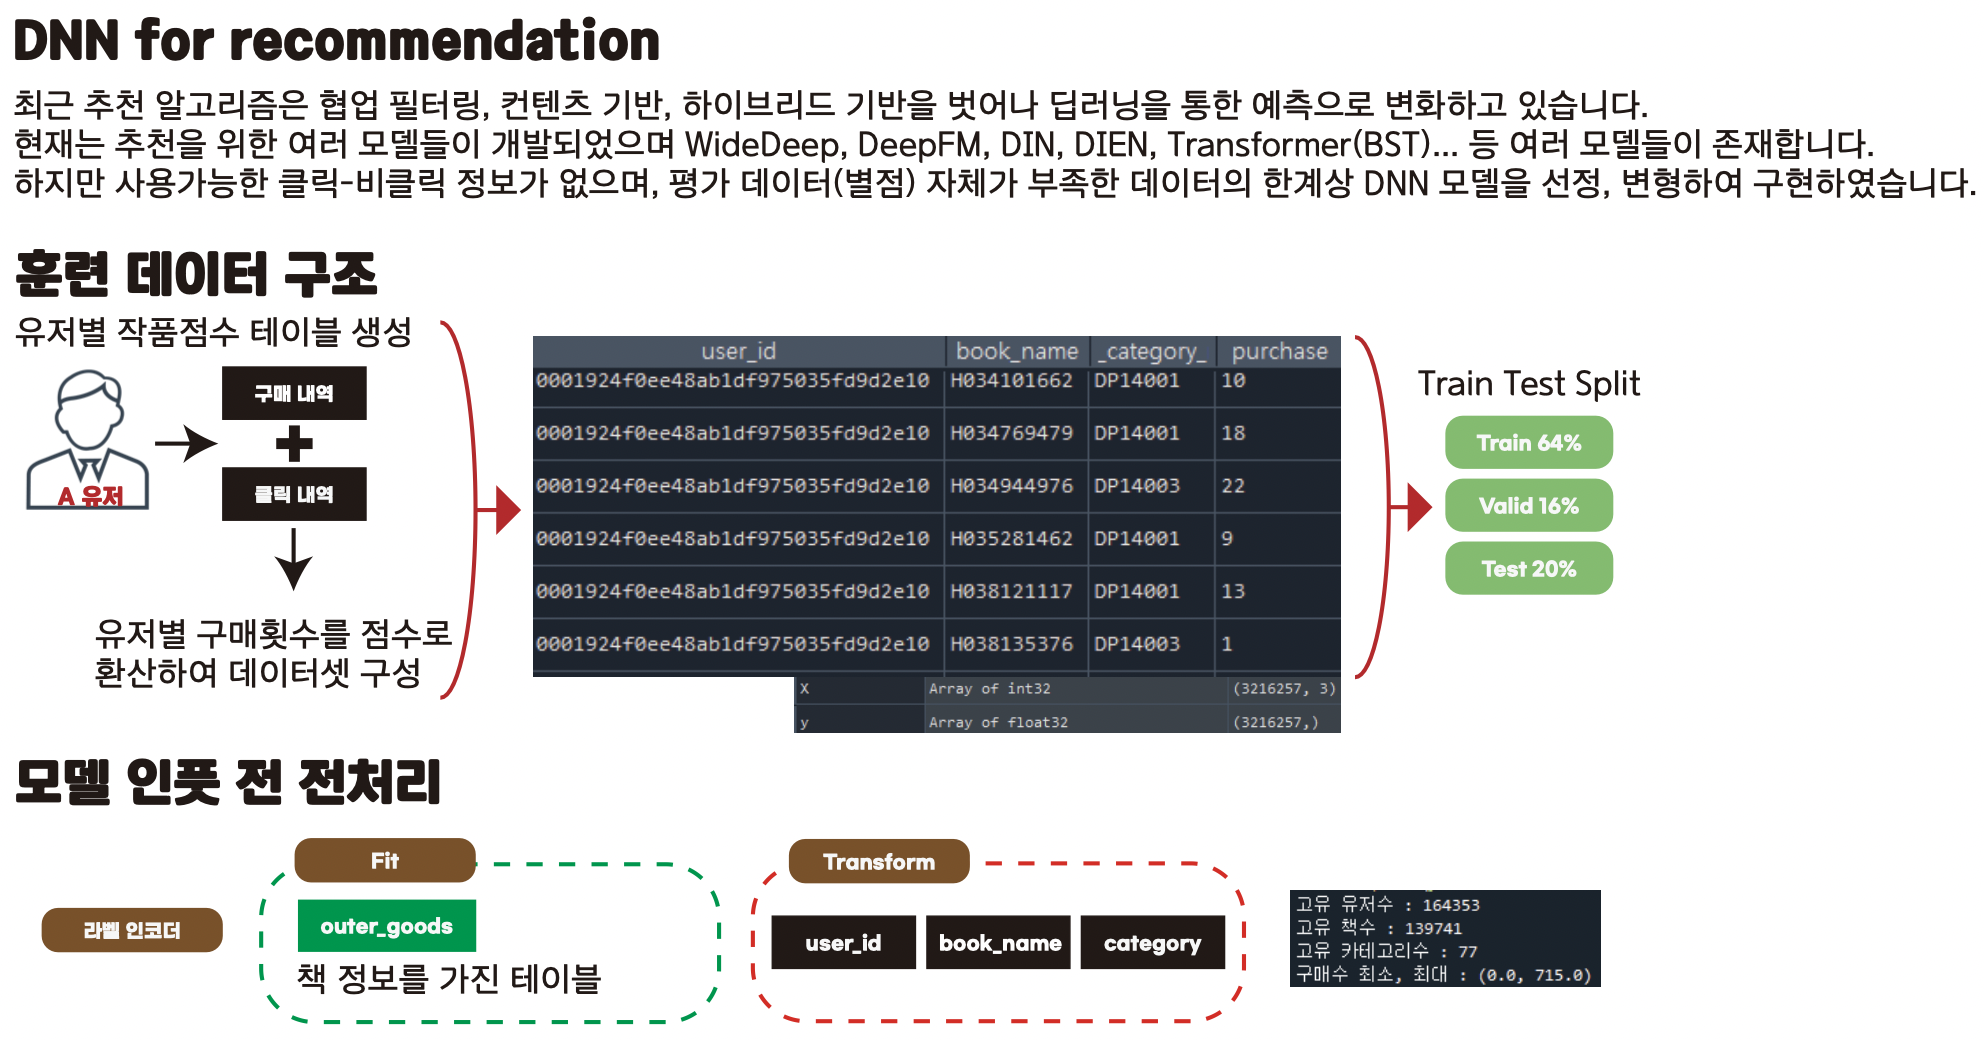 DNN for recommendation
최근 추천 알고리즘은 협업 필터링, 컨텐츠 기반, 하이브리드 기반을 벗어나 딥러닝을 통한 예측으로 변화하고 있습니다.
현재는 추천을 위한 여러 모델들이 개발되었으며 WideDeep, DeepFM, DIN, DIEN, Transformer(BST)... 등 여러 모델들이 존재합니다.
하지만 사용가능한 클릭-비클릭 정보가 없으며, 평가 데이터(별점) 자체가 부족한 데이터의 한계상 DNN 모델을 선정, 변형하여 구현하였습니다.
훈련 데이터 구조
유저별 작품점수 테이블 생성
A 유저
구매 내역
클릭 내역
유저별 구매횟수를 점수로
환산하여 데이터셋 구성
user_id book_name _category_ purchase
0001924f0ee48ab1df975035fd9d2e10 H034101662 DP14001 10
0001924f0ee48ab1df975035fd9d2e10 H034769479 DP14001 18
0001924f0ee48ab1df975035fd9d2e10 H034944976 DP14003 22
0001924f0ee48ab1df975035fd9d2e10 H035281462 DP14001 9
0001924f0ee48ab1df975035fd9d2e10 H038121117 DP14001 13
0001924f0ee48ab1df975035fd9d2e10 H038135376 DP14003 1
X Array of int32 (3216257, 3)
y Array of float32 (3216257,)
Train Test Split
Train 64%
Valid 16%
Test 20%
모델 인풋 전 전처리
라벨 인코더
Fit
outer_goods
책 정보를 가진 테이블
Transform
user_id book_name category
고유 유저수 : 164353
고유 책수 : 139741
고유 카테고리수 : 77
구매수 최소, 최대 : (0.0, 715.0)